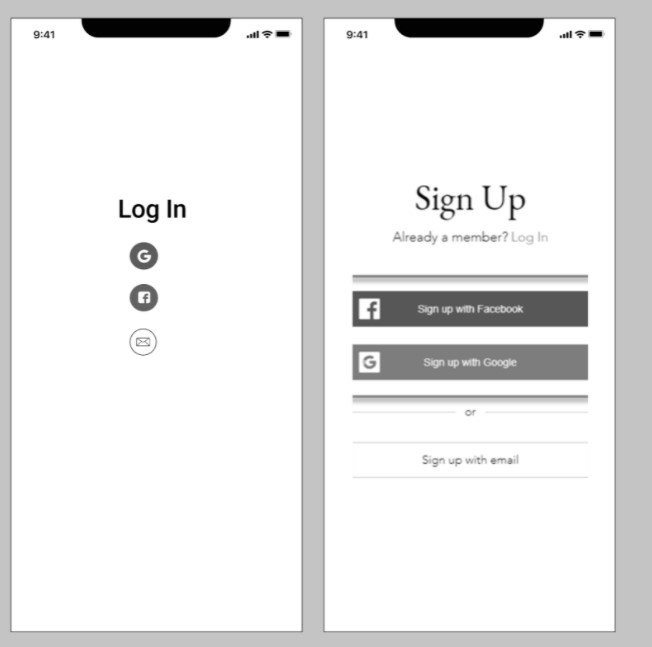 9:41
Log In
9:41
Sign Up
Already a member? Log In
Sign up with Facebook
Sign up with Google
or
Sign up with email